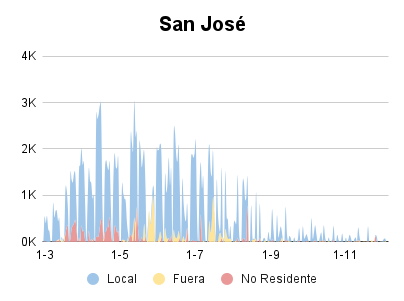 San José
4K
3K
2K
1K
0K
1-3 1-5 1-7 1-9 1-11
Local Fuera No Residente